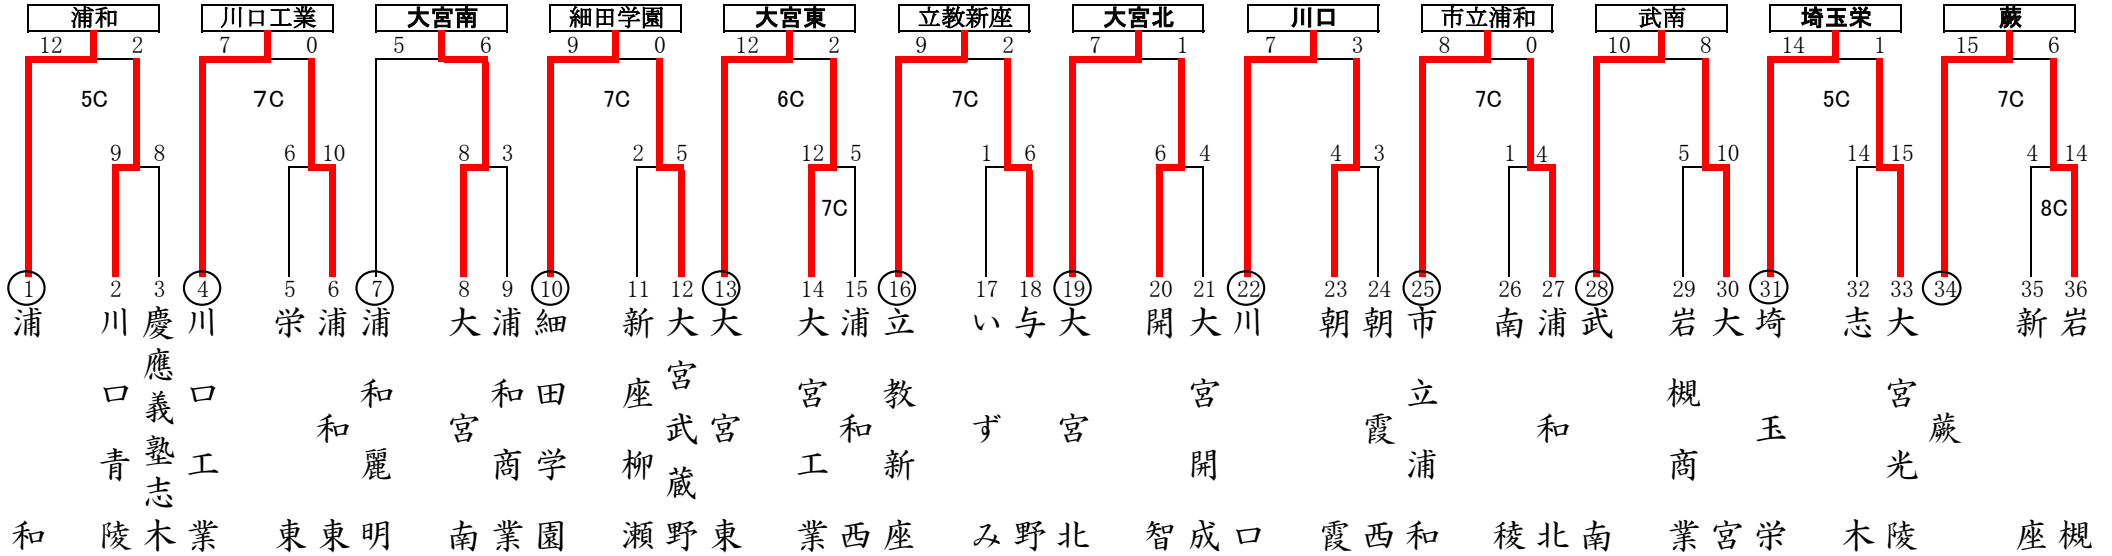 浦和 川口工業 大宮南 細田学園 大宮東 立教新座 大宮北 川口 市立浦和 武南 埼玉栄 蕨
12 2 7 0 5 6 9 0 12 2 9 2 7 1 7 3 8 0 10 8 14 1 15 6
5C 7C 7C 6C 7C 7C 5C 7C
9 8 6 10 8 3 2 5 12 5 1 6 6 4 4 3 1 4 5 10 14 15 4 14
7C 8C
1 2 3 4 5 6 7 8 9 10 11 12 13 14 15 16 17 18 19 20 21 22 23 24 25 26 27 28 29 30 31 32 33 34 35 36
浦和
川口青陵
慶應義塾志木
川口工業
栄東
浦和東
浦和麗明
大宮南
浦和商業
細田学園
新座柳瀬
大宮武蔵野
大宮東
大宮工業
浦和西
立教新座
いずみ
与野
大宮北
開智
大宮開成
川口
朝霞
朝霞西
市立浦和
南稜
浦和北
武南
岩槻商業
大宮
埼玉栄
志木
大宮光陵
蕨
新座
岩槻